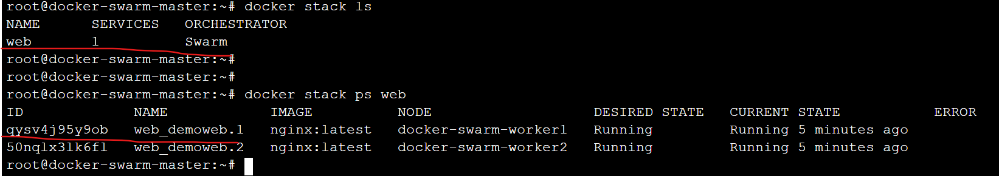 root@docker-swarm-master:~# docker stack ls
NAME      SERVICES   ORCHESTRATOR
web       1          Swarm
root@docker-swarm-master:~#
root@docker-swarm-master:~#
root@docker-swarm-master:~# docker stack ps web
ID             NAME            IMAGE          NODE                   DESIRED STATE   CURRENT STATE           ERROR
qysv4j95y9ob   web_demoweb.1   nginx:latest   docker-swarm-worker1   Running         Running 5 minutes ago
50nqlx3lk6fl   web_demoweb.2   nginx:latest   docker-swarm-worker2   Running         Running 5 minutes ago
root@docker-swarm-master:~#